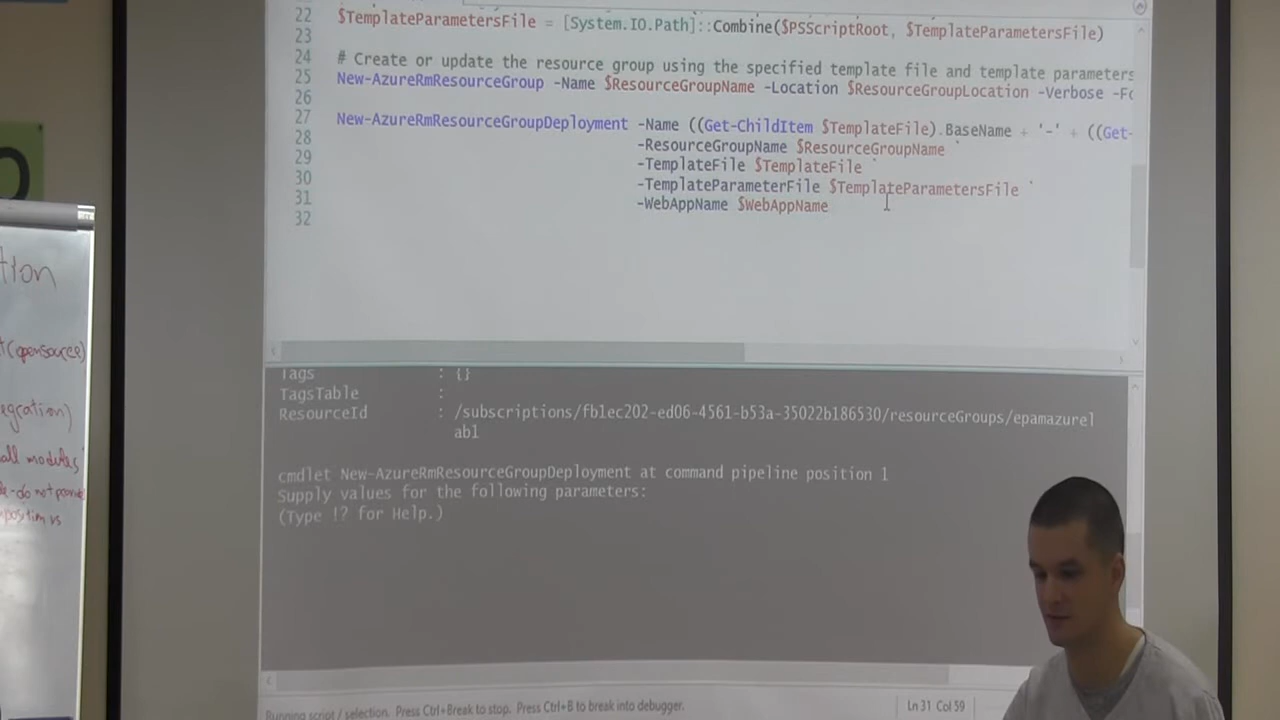 22 $TemplateParametersFile = [System.IO.Path]::Combine($PSScriptRoot, $TemplateParametersFile)
23
24 # Create or update the resource group using the specified template file and template parameters
25 New-AzureRmResourceGroup -Name $ResourceGroupName -Location $ResourceGroupLocation -Verbose -Fo
26
27 New-AzureRmResourceGroupDeployment -Name ((Get-ChildItem $TemplateFile).BaseName + '-' + ((Get-
28 -ResourceGroupName $ResourceGroupName `
29 -TemplateFile $TemplateFile `
30 -TemplateParameterFile $TemplateParametersFile `
31 -WebAppName $WebAppName
32
Tags : {}
TagsTable :
ResourceId : /subscriptions/fb1ec202-ed06-4561-b53a-35022b186530/resourceGroups/epamazurel
ab1
cmdlet New-AzureRmResourceGroupDeployment at command pipeline position 1
Supply values for the following parameters:
(Type !? for Help.)
Running script / selection. Press Ctrl+Break to stop. Press Ctrl+B to break into debugger.
Ln 31 Col 59
tion
(opensource)
egration)
all modules
do not